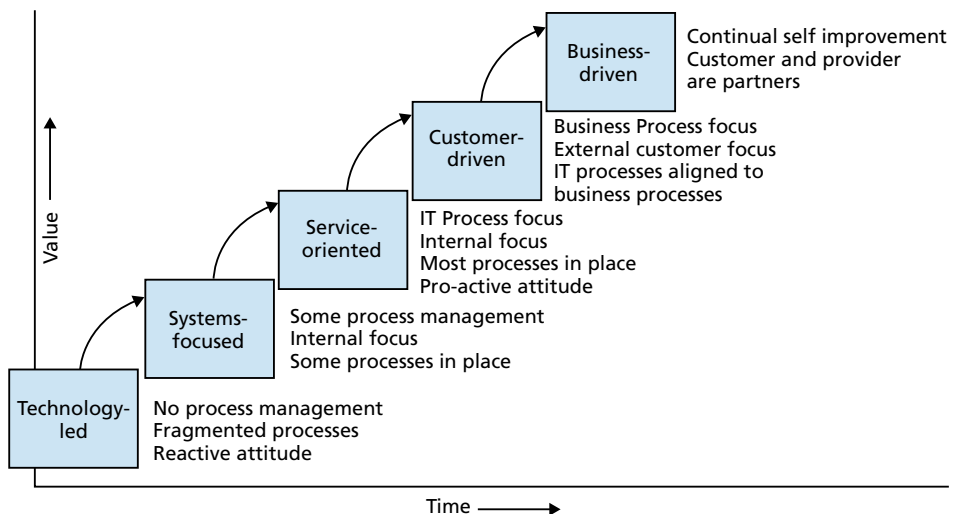 Business-
driven
Continual self improvement
Customer and provider
are partners
Customer-
driven
Business Process focus
External customer focus
IT processes aligned to
business processes
Service-
oriented
IT Process focus
Internal focus
Most processes in place
Pro-active attitude
Systems-
focused
Some process management
Internal focus
Some processes in place
Technology-
led
No process management
Fragmented processes
Reactive attitude
Value
Time